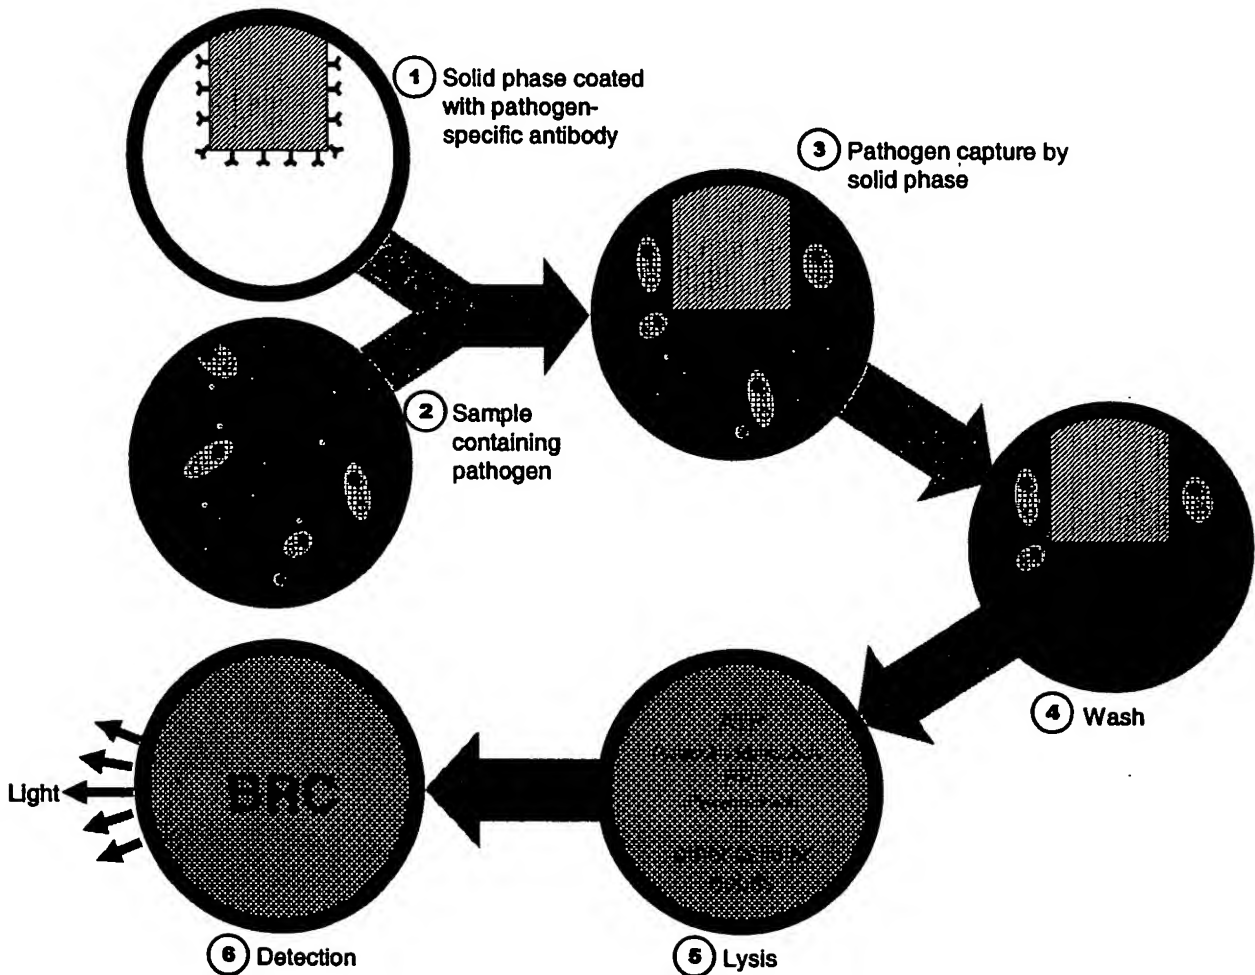 1 Solid phase coated
with pathogen-
specific antibody
2 Sample
containing
pathogen
3 Pathogen capture by
solid phase
4 Wash
5 Lysis
ATP
6 Detection
BRC
Light